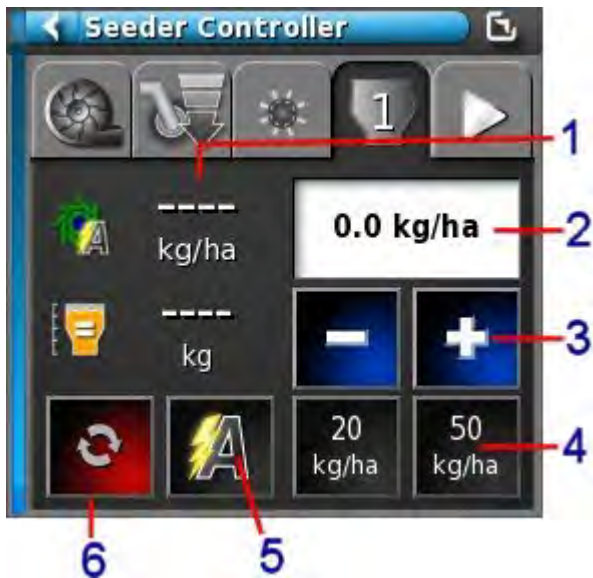 Seeder Controller
1
1
A
----
kg/ha
0.0 kg/ha
2
----
kg
3
A
20
kg/ha
50
kg/ha
4
6
5